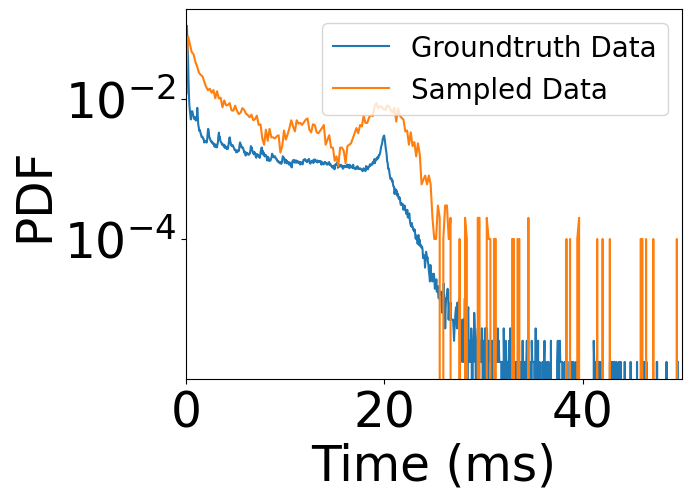 Groundtruth Data
Sampled Data
PDF
10^{-2}
10^{-4}
0 20 40
Time (ms)